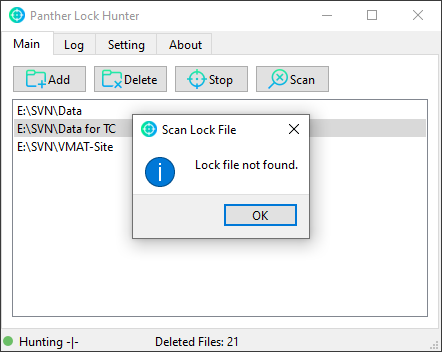 Panther Lock Hunter
Main Log Setting About
Add Delete Stop Scan
E:\SVN\Data
E:\SVN\Data for TC
E:\SVN\VMAT-Site
Scan Lock File
Lock file not found.
OK
Hunting -|- Deleted Files: 21